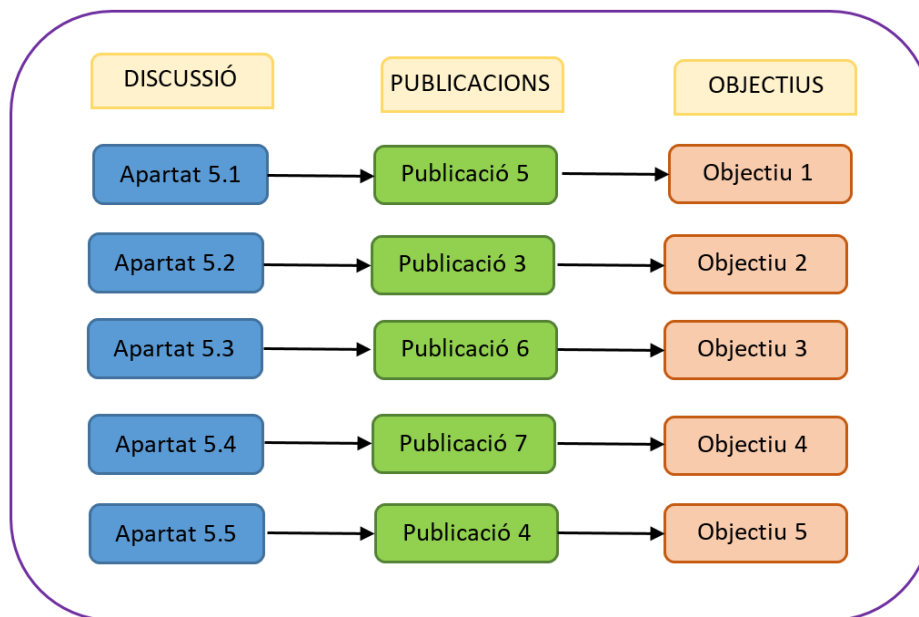 DISCUSSIÓ PUBLICACIONS OBJECTIUS
Apartat 5.1 Publicació 5 Objectiu 1
Apartat 5.2 Publicació 3 Objectiu 2
Apartat 5.3 Publicació 6 Objectiu 3
Apartat 5.4 Publicació 7 Objectiu 4
Apartat 5.5 Publicació 4 Objectiu 5